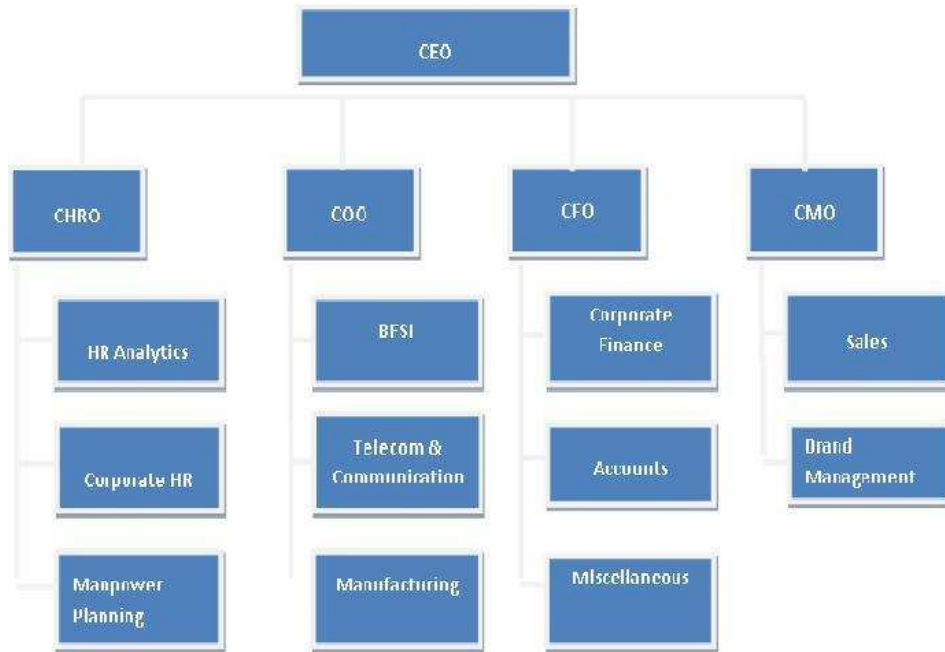 CEO
CHRO
COO
CFO
CMO
HR Analytics
Corporate HR
Manpower
Planning
BFSI
Telecom &
Communication
Manufacturing
Corporate
Finance
Accounts
Miscellaneous
Sales
Brand
Management